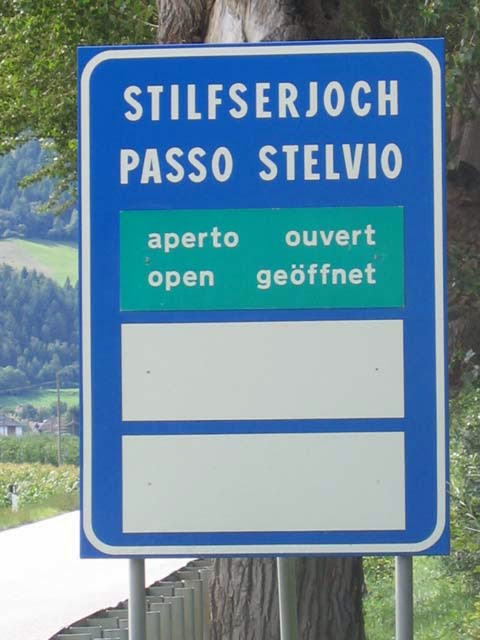 STILFSERJOCH
PASSO STELVIO
aperto ouvert
open geöffnet